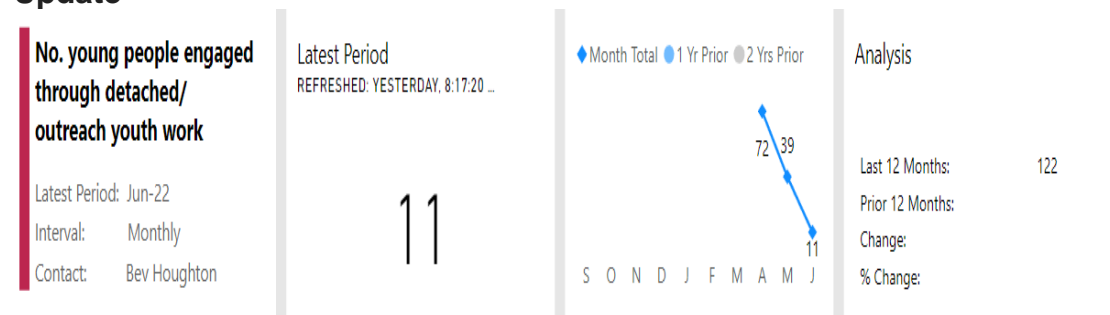 Update
No. young people engaged
through detached/
outreach youth work
Latest Period: Jun-22
Interval: Monthly
Contact: Bev Houghton
Latest Period
REFRESHED: YESTERDAY, 8:17:20 ...
11
Month Total 1 Yr Prior 2 Yrs Prior
72 39
11
S O N D J F M A M J
Analysis
Last 12 Months: 122
Prior 12 Months:
Change:
% Change: